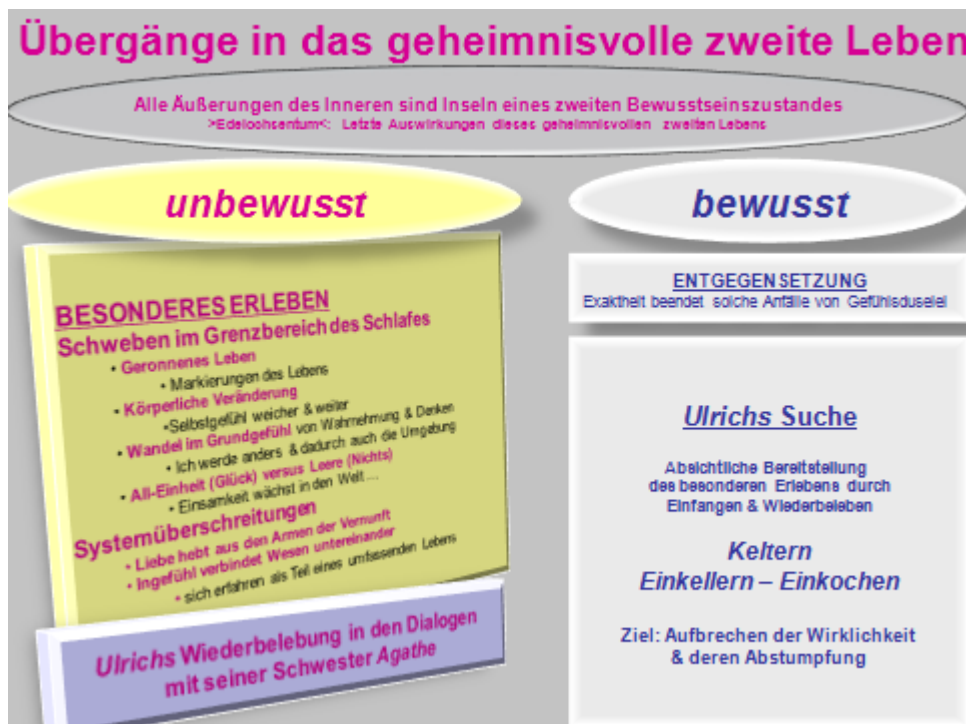 Übergänge in das geheimnisvolle zweite Leben
Alle Äußerungen des Inneren sind Inseln eines zweiten Bewusstseinszustandes
>Edelochsentum<: Letzte Auswirkungen dieses geheimnisvollen zweiten Lebens
unbewusst
BESONDERES ERLEBEN
Schweben im Grenzbereich des Schlafes
• Geronnenes Leben
• Markierungen des Lebens
• Körperliche Veränderung
•Selbstgefühl weicher & weiter
• Wandel im Grundgefühl von Wahrnehmung & Denken
• Ich werde anders & dadurch auch die Umgebung
• All-Einheit (Glück) versus Leere (Nichts)
• Einsamkeit wächst in den Welt ....
Systemüberschreitungen
• Liebe hebt aus den Armen der Vernunft
• Ingefühl verbindet Wesen untereinander
• sich erfahren als Teil eines umfassenden Lebens
Ulrichs Wiederbelebung in den Dialogen
mit seiner Schwester Agathe
bewusst
ENTGEGENSETZUNG
Exaktheit beendet solche Anfälle von Gefühlsduselei
Ulrichs Suche
Absichtliche Bereitstellung
des besonderen Erlebens durch
Einfangen & Wiederbeleben
Keltern
Einkellern – Einkochen
Ziel: Aufbrechen der Wirklichkeit
& deren Abstumpfung